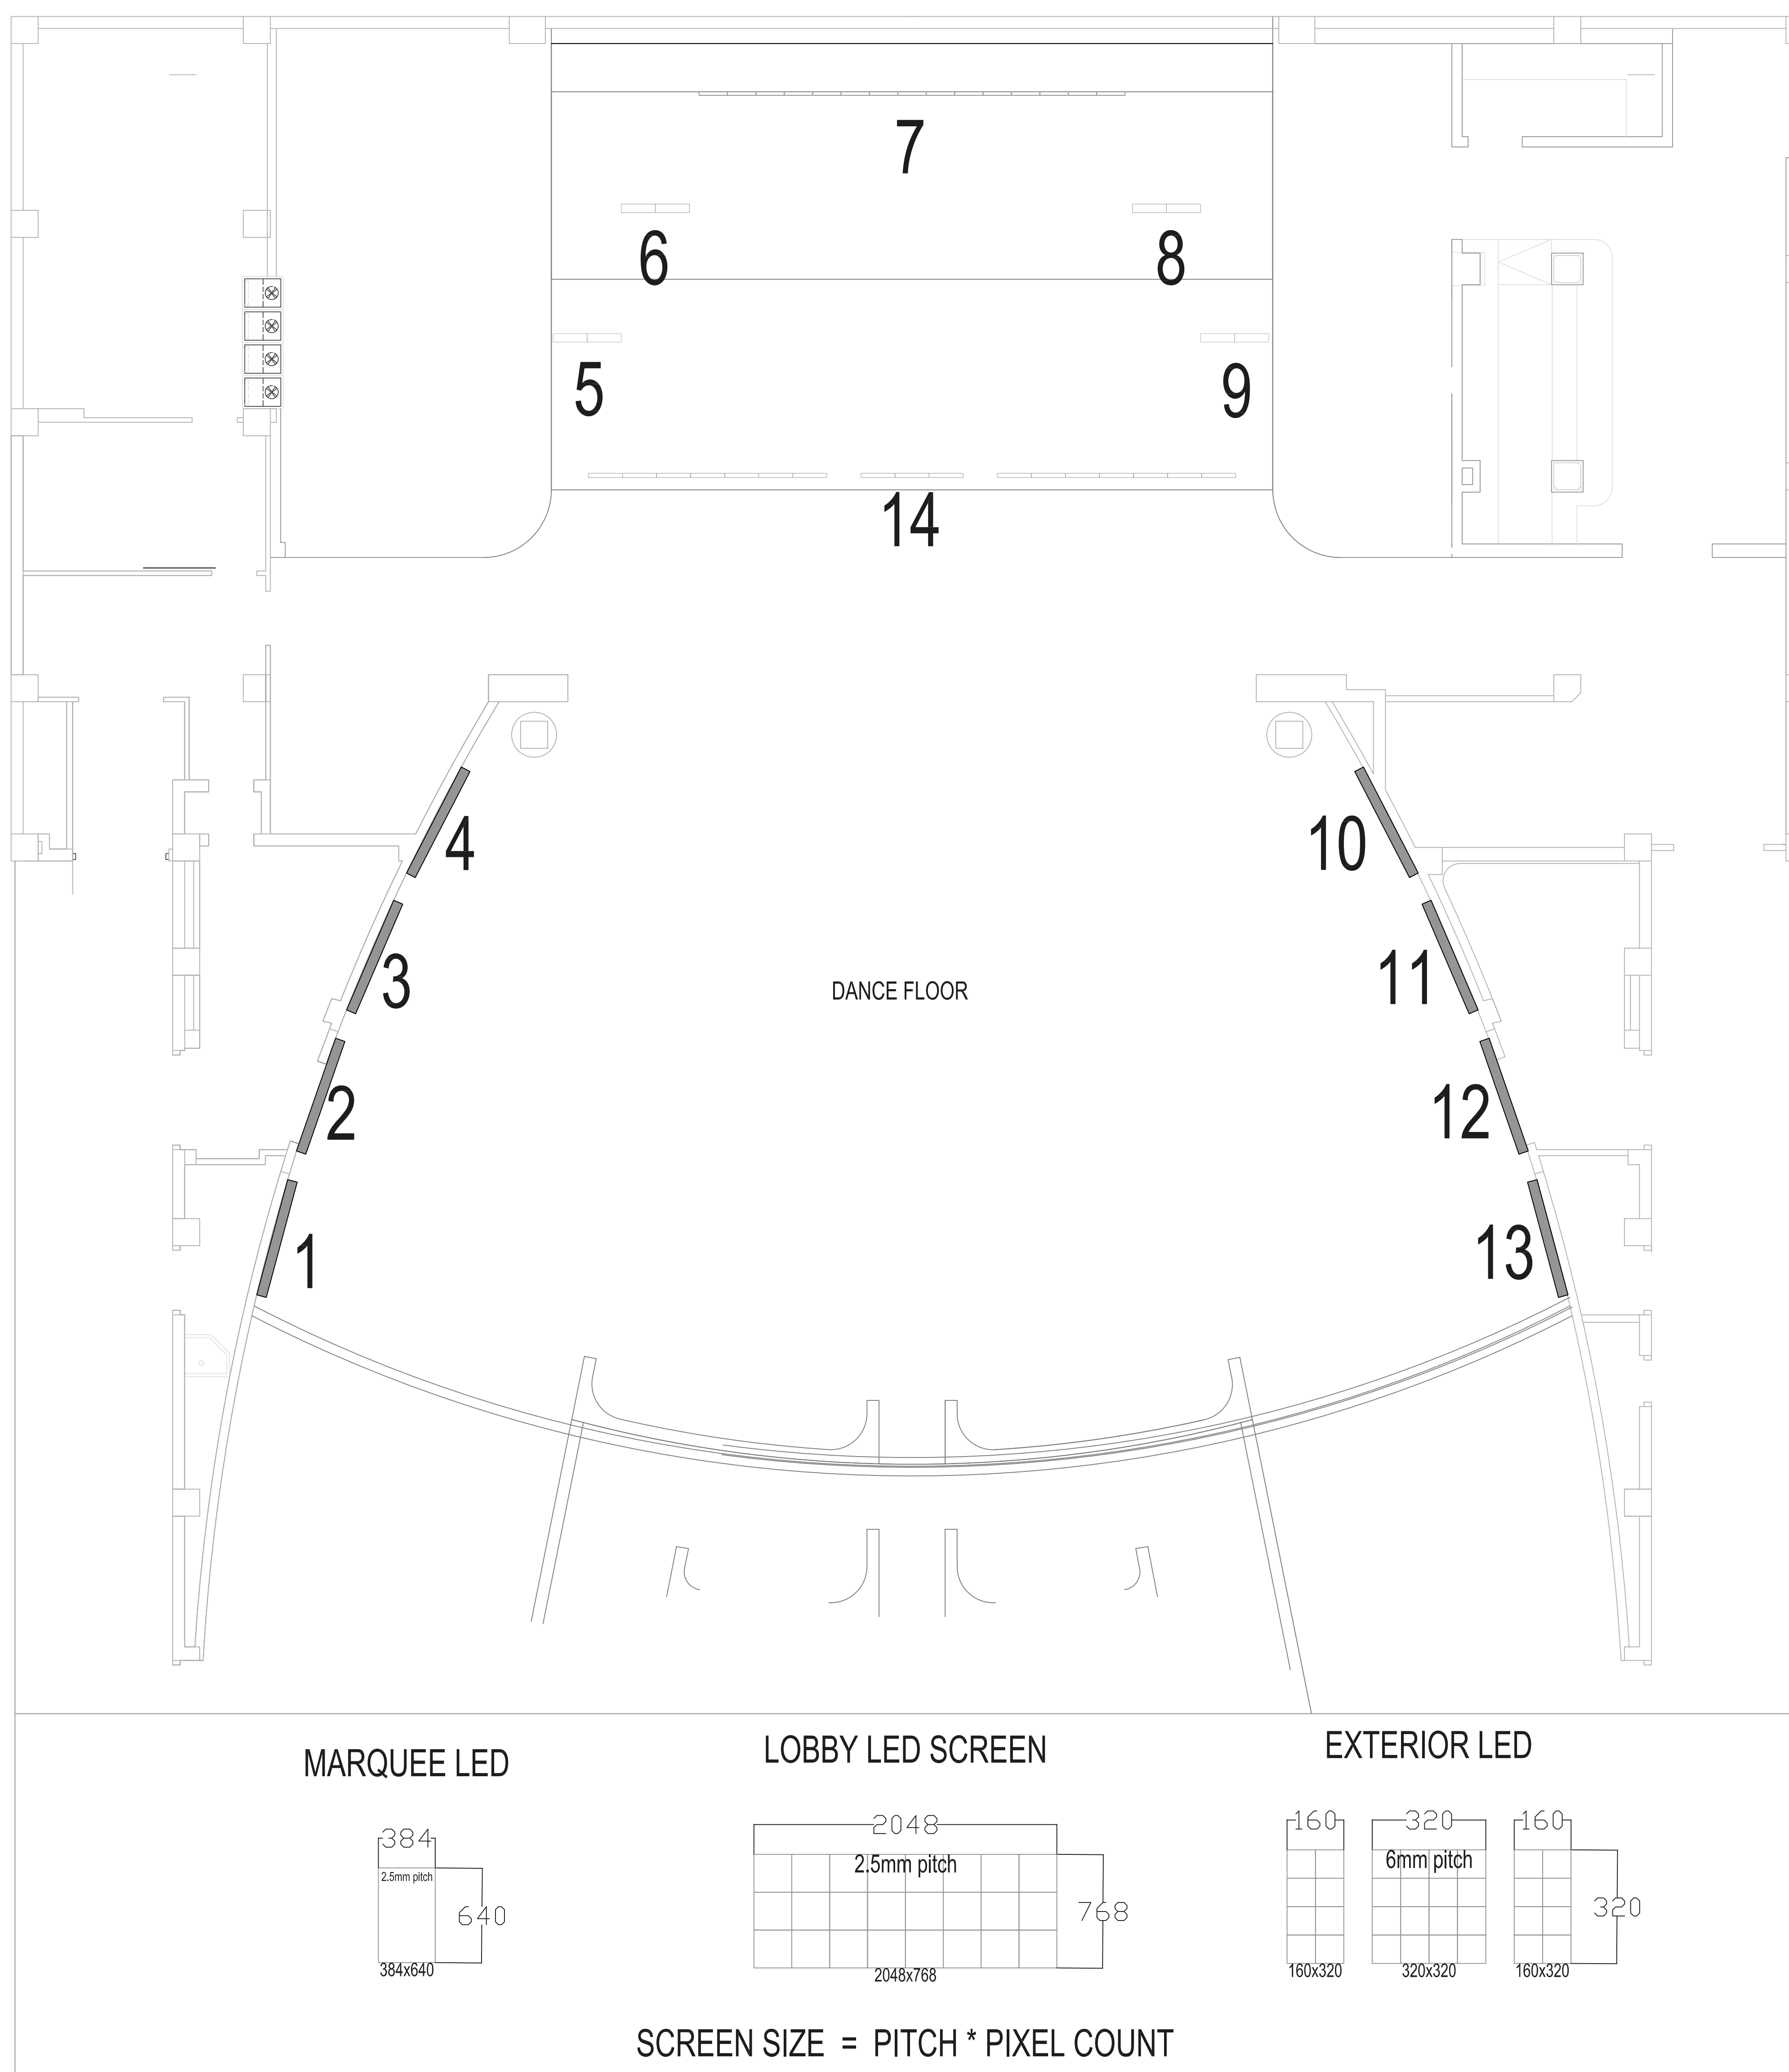 7
6
8
5
9
14
4
10
3
DANCE FLOOR
11
2
12
1
13
MARQUEE LED
LOBBY LED SCREEN
EXTERIOR LED
384
2.5mm pitch
640
384x640
2048
2.5mm pitch
768
2048x768
160
320
160
6mm pitch
320
160x320
320x320
160x320
SCREEN SIZE = PITCH * PIXEL COUNT